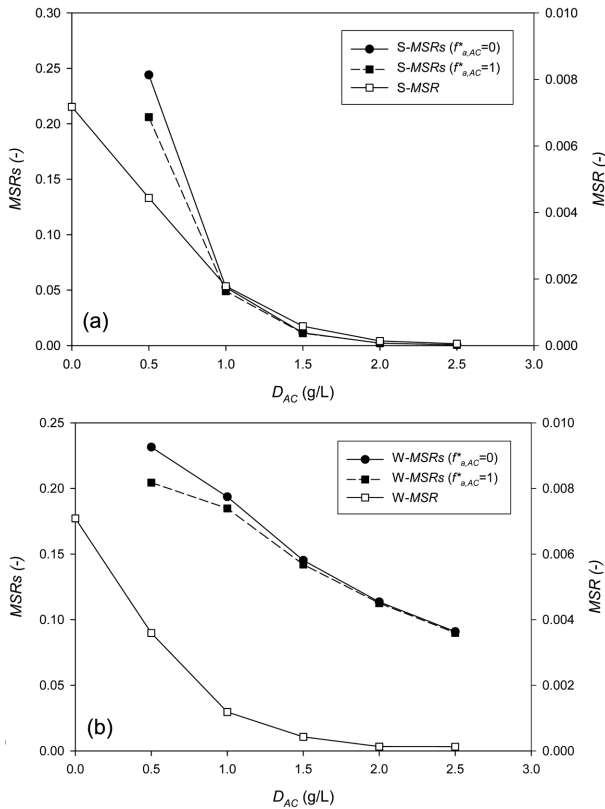 0.30
0.25
0.20
0.15
0.10
0.05
0.00
MSRs (-)
0.010
0.008
0.006
0.004
0.002
0.000
MSR (-)
S-MSRs (f*a,AC=0)
S-MSRs (f*a,AC=1)
S-MSR
(a)
0.0 0.5 1.0 1.5 2.0 2.5 3.0
DAC (g/L)
0.25
0.20
0.15
0.10
0.05
0.00
MSRs (-)
0.010
0.008
0.006
0.004
0.002
0.000
MSR (-)
W-MSRs (f*a,AC=0)
W-MSRs (f*a,AC=1)
W-MSR
(b)
0.0 0.5 1.0 1.5 2.0 2.5 3.0
DAC (g/L)